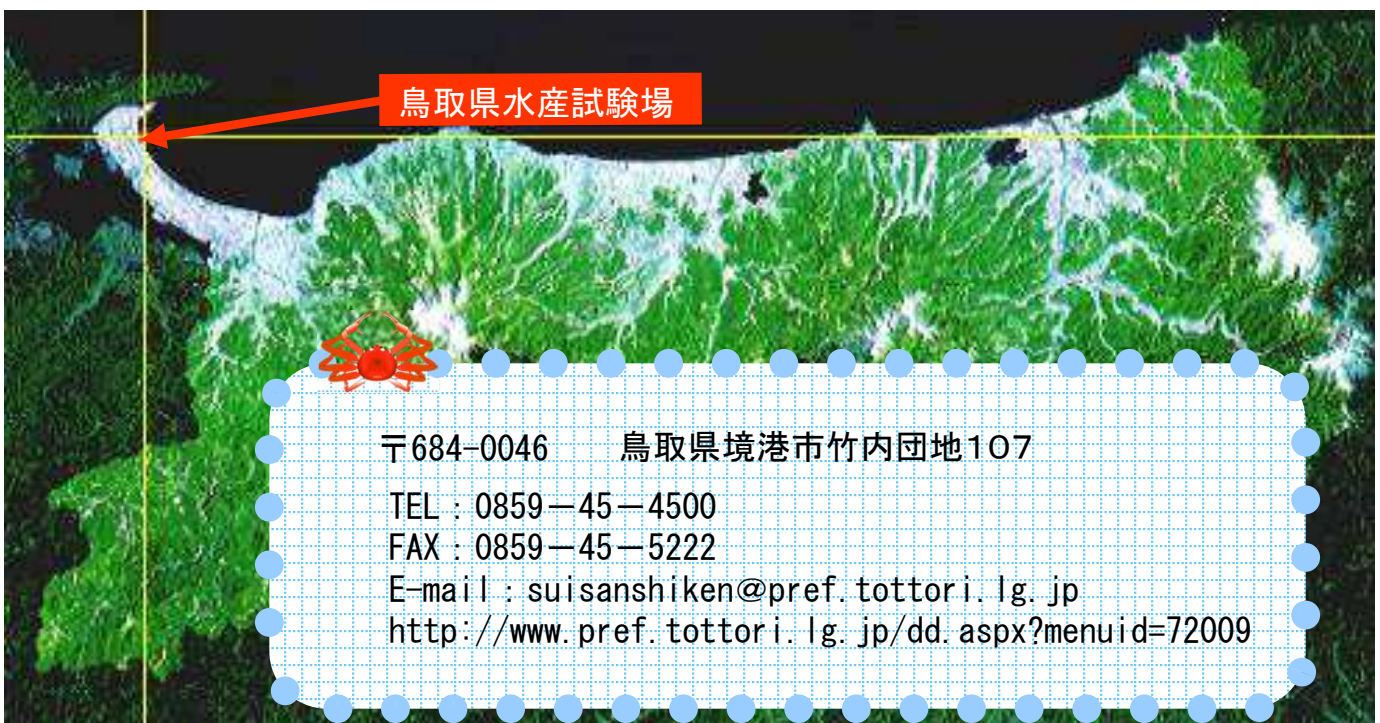 鳥取県水産試験場
〒684-0046　　鳥取県境港市竹内団地107
TEL：0859－45－4500
FAX：0859－45－5222
E-mail：suisanshiken@pref.tottori.lg.jp
http://www.pref.tottori.lg.jp/dd.aspx?menuid=72009